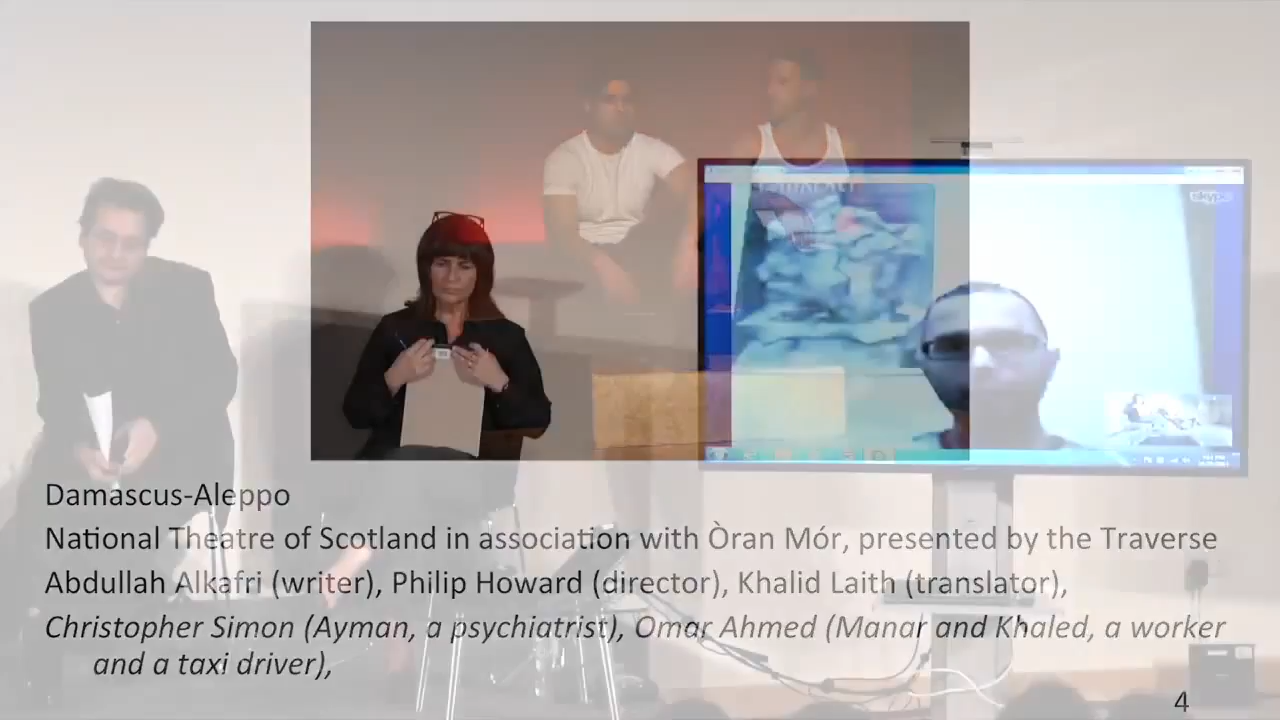 skype
Damascus-Aleppo
National Theatre of Scotland in association with Òran Mór, presented by the Traverse
Abdullah Alkafri (writer), Philip Howard (director), Khalid Laith (translator),
Christopher Simon (Ayman, a psychiatrist), Omar Ahmed (Manar and Khaled, a worker
and a taxi driver),
4